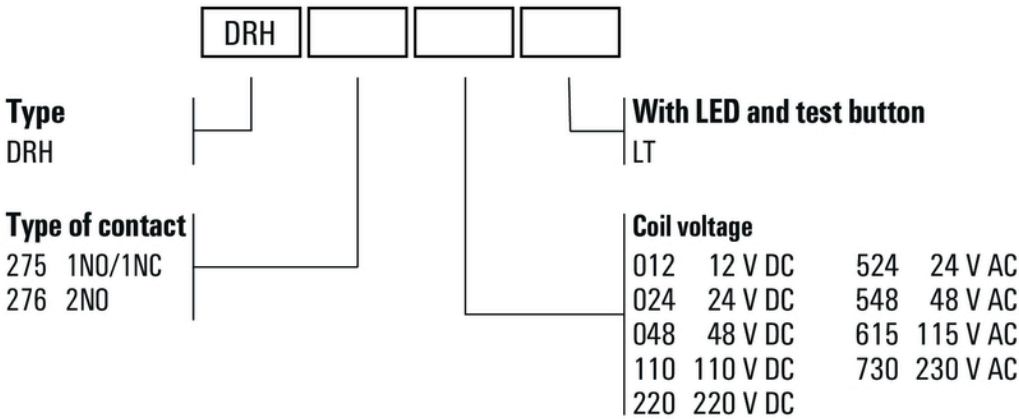 DRH
Type
DRH
With LED and test button
LT
Type of contact
275 1NO/1NC
276 2NO
Coil voltage
012 12 V DC 524 24 V AC
024 24 V DC 548 48 V AC
048 48 V DC 615 115 V AC
110 110 V DC 730 230 V AC
220 220 V DC